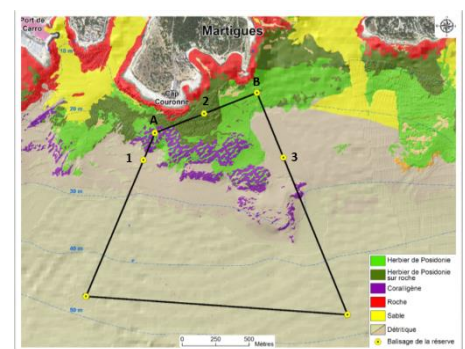 Port de
Carro
Martigues
10 m
Cap
Couronne
B
2
A
20 m
1
3
30 m
40 m
50 m
Herbier de Posidonie
Herbier de Posidonie
sur roche
Coralligène
Roche
Sable
Détritique
Balisage de la réserve
0 250 500
Mètres